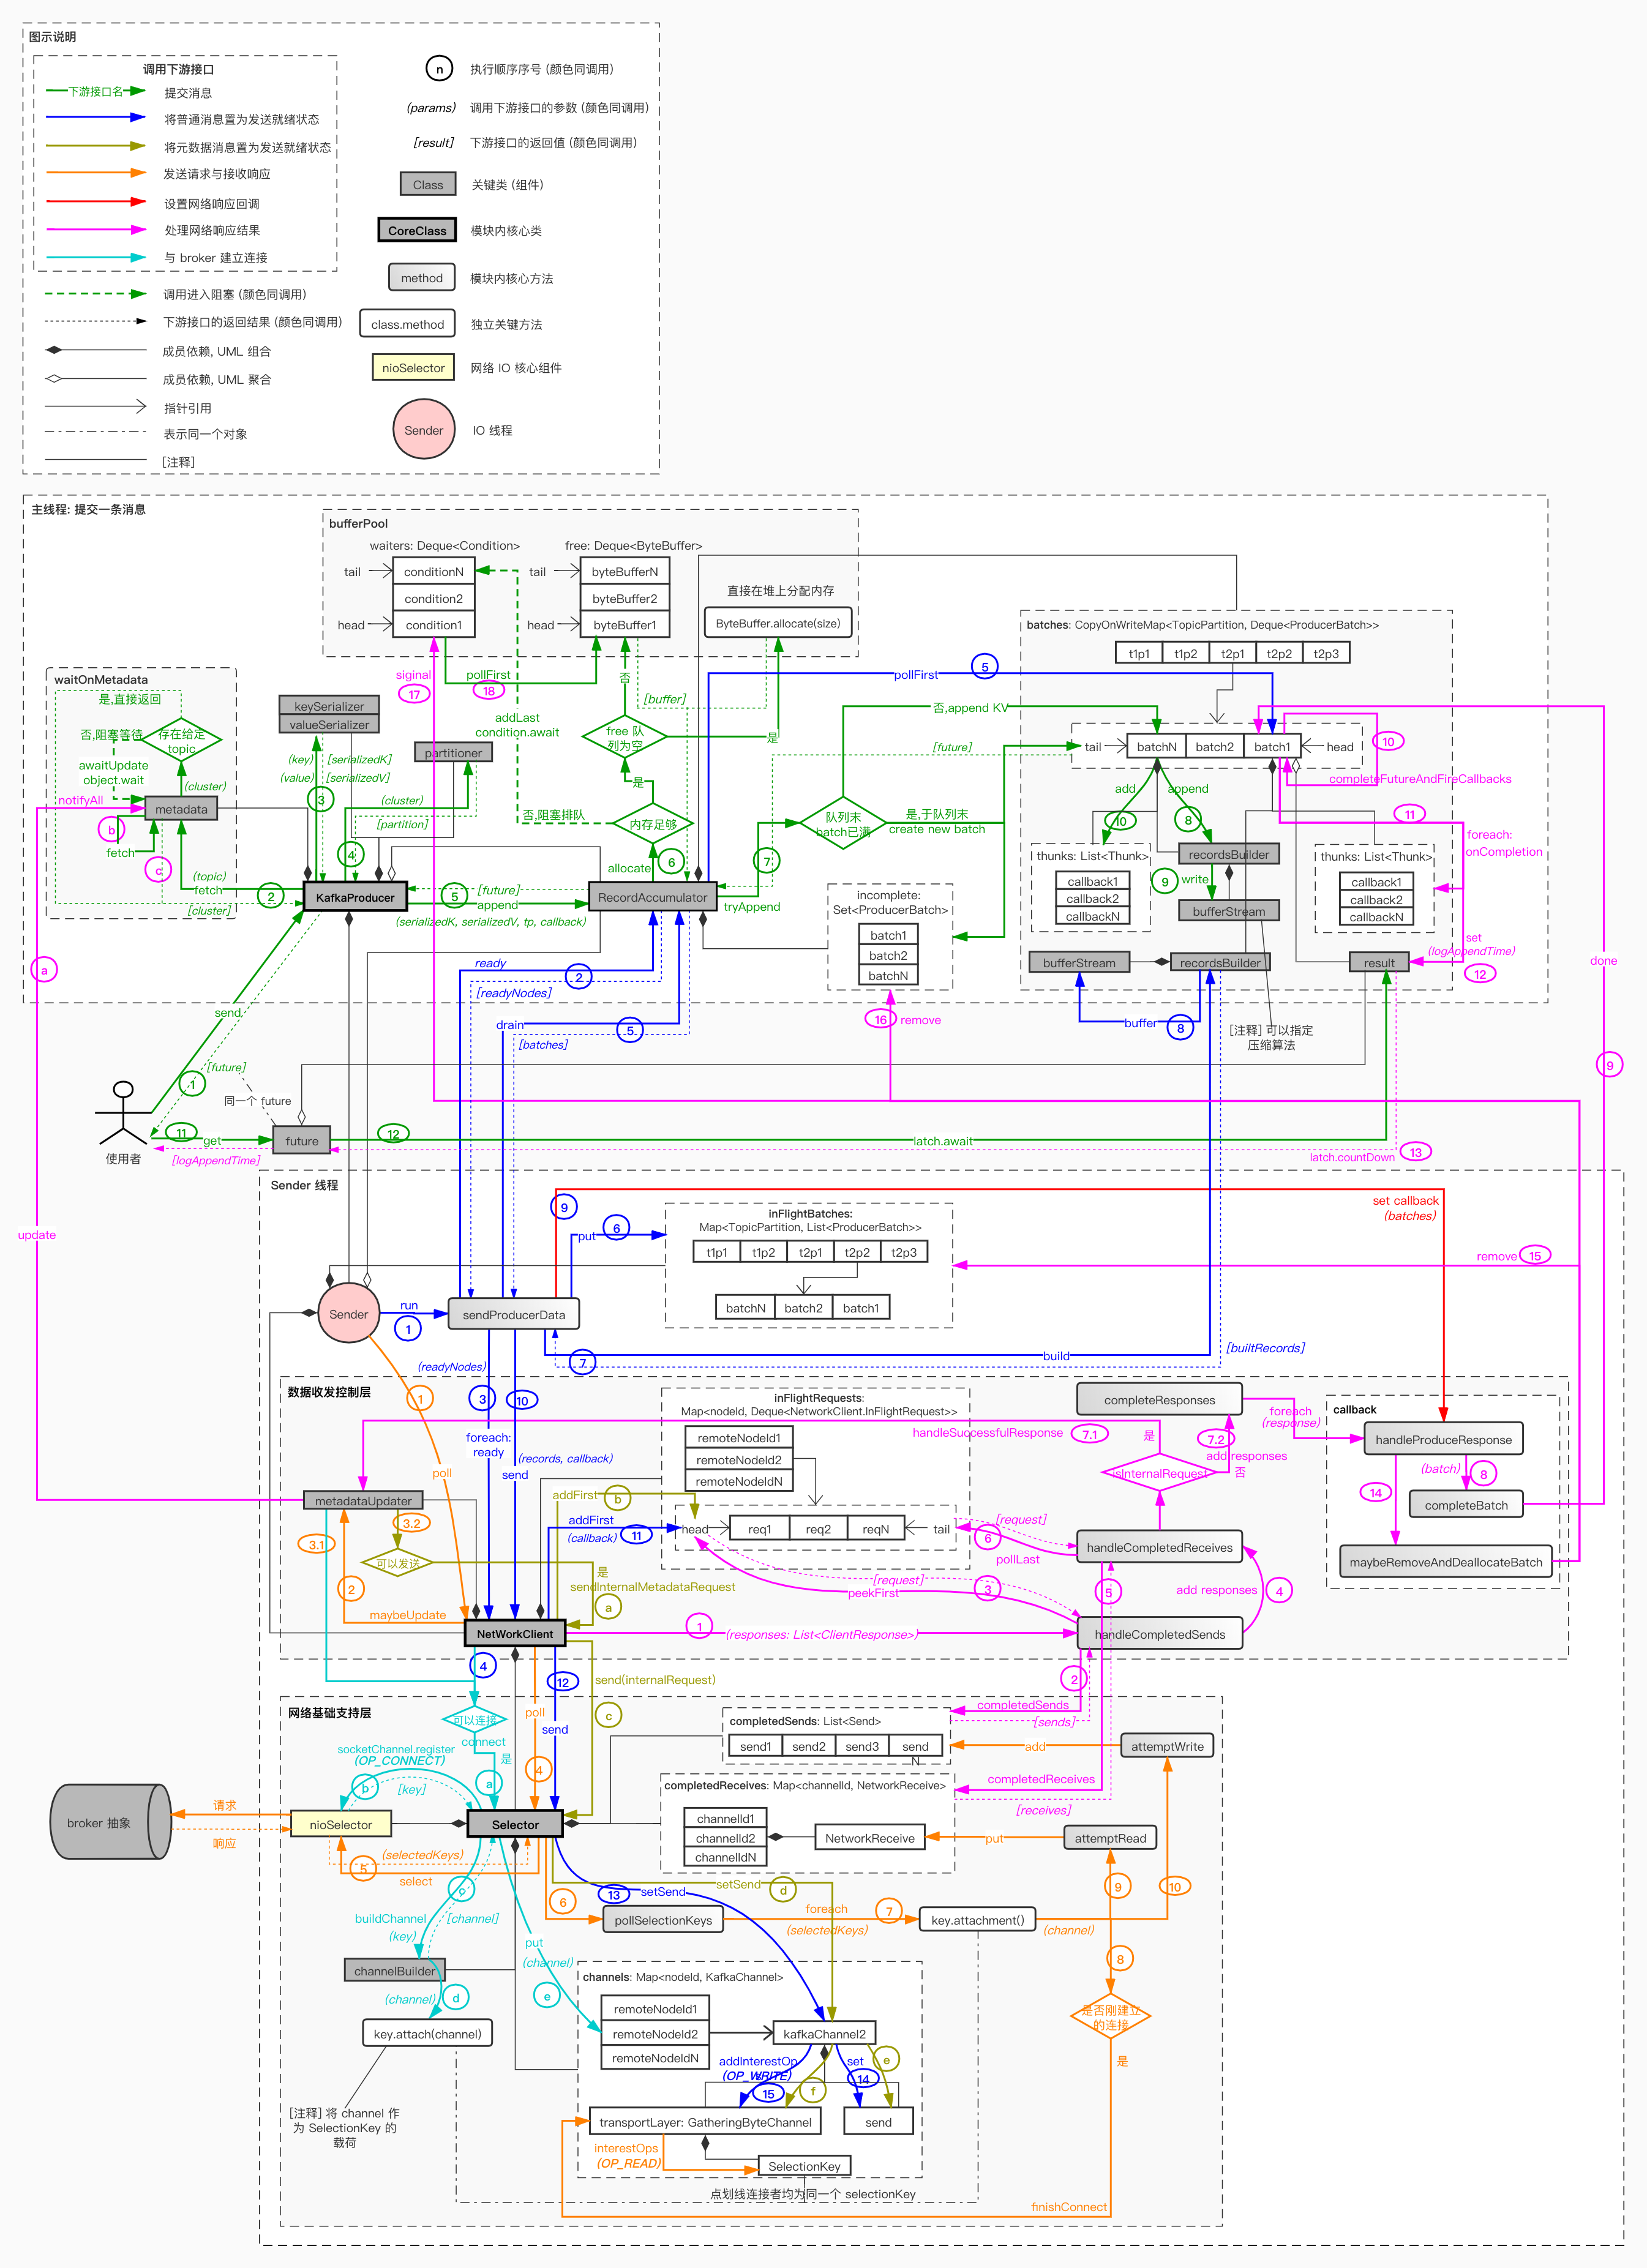 图示说明
调用下游接口
下游接口名
提交消息
将普通消息置为发送就绪状态
将元数据消息置为发送就绪状态
发送请求与接收响应
设置网络响应回调
处理网络响应结果
与 broker 建立连接
调用进入阻塞 (颜色同调用)
下游接口的返回结果 (颜色同调用)
成员依赖, UML 组合
成员依赖, UML 聚合
指针引用
表示同一个对象
[注释]
n
执行顺序序号 (颜色同调用)
(params)
调用下游接口的参数 (颜色同调用)
[result]
下游接口的返回值 (颜色同调用)
Class
关键类 (组件)
CoreClass
模块内核心类
method
模块内核心方法
class.method
独立关键方法
nioSelector
网络 IO 核心组件
Sender
IO 线程
主线程: 提交一条消息
bufferPool
waiters: Deque<Condition>
free: Deque<ByteBuffer>
tail
conditionN
condition2
head
condition1
tail
byteBufferN
byteBuffer2
head
byteBuffer1
直接在堆上分配内存
ByteBuffer.allocate(size)
siginal
17
pollFirst
18
否
[buffer]
addLast
condition.await
free 队
列为空
是
是
否,阻塞排队
内存足够
allocate
6
waitOnMetadata
是,直接返回
否,阻塞等待
存在给定
topic
awaitUpdate
object.wait
(cluster)
notifyAll
metadata
b
fetch
c
(topic)
fetch
2
[cluster]
keySerializer
valueSerializer
(key)
[serializedK]
(value)
[serializedV]
3
partitioner
(cluster)
[partition]
4
KafkaProducer
[future]
5
append
(serializedK, serializedV, tp, callback)
RecordAccumulator
7
tryAppend
队列末
batch已满
否,append KV
是,于队列末
create new batch
[future]
pollFirst
5
incomplete:
Set<ProducerBatch>
batch1
batch2
batchN
16
remove
batches: CopyOnWriteMap<TopicPartition, Deque<ProducerBatch>>
t1p1
t1p2
t2p1
t2p2
t2p3
tail
batchN
batch2
batch1
head
10
completeFutureAndFireCallbacks
add
append
10
8
11
foreach:
onCompletion
thunks: List<Thunk>
callback1
callback2
callbackN
recordsBuilder
9
write
bufferStream
thunks: List<Thunk>
callback1
callback2
callbackN
bufferStream
recordsBuilder
result
set
(logAppendTime)
12
buffer
8
[注释] 可以指定
压缩算法
done
9
a
ready
2
[readyNodes]
drain
5
[batches]
send
1
[future]
同一个 future
使用者
11
get
future
12
latch.await
[logAppendTime]
latch.countDown
13
update
Sender 线程
9
set callback
(batches)
put
6
inFlightBatches:
Map<TopicPartition, List<ProducerBatch>>
t1p1
t1p2
t2p1
t2p2
t2p3
batchN
batch2
batch1
remove
15
Sender
run
1
sendProducerData
7
build
[builtRecords]
(readyNodes)
数据收发控制层
1
3
10
foreach:
ready
(records, callback)
send
poll
inFlightRequests:
Map<nodeId, Deque<NetworkClient.InFlightRequest>>
remoteNodeId1
remoteNodeId2
remoteNodeIdN
head
req1
req2
reqN
tail
handleSuccessfulResponse
7.1
是
isInternalRequest
7.2
add responses
否
completeResponses
foreach
(response)
callback
handleProduceResponse
(batch)
8
14
completeBatch
maybeRemoveAndDeallocateBatch
metadataUpdater
3.1
3.2
可以发送
2
maybeUpdate
addFirst
b
addFirst
(callback)
11
是
sendInternalMetadataRequest
a
[request]
6
pollLast
handleCompletedReceives
[request]
peekFirst
3
5
add responses
4
NetWorkClient
1
(responses: List<ClientResponse>)
handleCompletedSends
4
12
send(internalRequest)
2
网络基础支持层
可以连接
connect
是
poll
send
c
socketChannel.register
(OP_CONNECT)
b
[key]
a
4
completedSends: List<Send>
send1
send2
send3
send
N
completedSends
[sends]
add
attemptWrite
completedReceives: Map<channelId, NetworkReceive>
channelId1
channelId2
channelIdN
NetworkReceive
completedReceives
[receives]
put
attemptRead
broker 抽象
请求
响应
nioSelector
Selector
(selectedKeys)
5
select
c
6
13
setSend
setSend
d
pollSelectionKeys
foreach
7
(selectedKeys)
key.attachment()
(channel)
9
10
8
buildChannel
[channel]
(key)
put
(channel)
channelBuilder
(channel)
d
e
key.attach(channel)
[注释] 将 channel 作
为 SelectionKey 的
载荷
channels: Map<nodeId, KafkaChannel>
remoteNodeId1
remoteNodeId2
remoteNodeIdN
kafkaChannel2
addInterestOp
(OP_WRITE)
15
f
set
14
e
transportLayer: GatheringByteChannel
send
interestOps
(OP_READ)
SelectionKey
点划线连接者均为同一个 selectionKey
是否刚建立
的连接
是
finishConnect